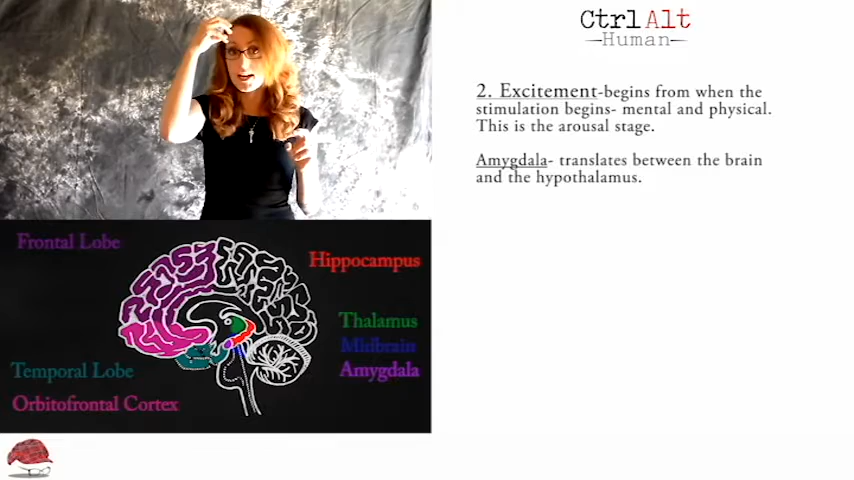 Ctrl Alt
Human
2. Excitement-begins from when the
stimulation begins- mental and physical.
This is the arousal stage.
Amygdala- translates between the brain
and the hypothalamus.
Frontal Lobe
Hippocampus
Thalamus
Midbrain
Temporal Lobe
Amygdala
Orbitofrontal Cortex